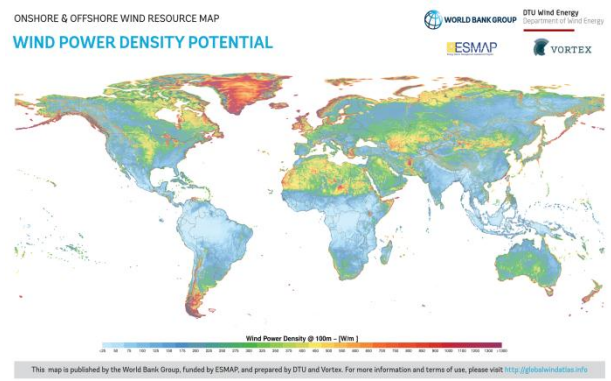 ONSHORE & OFFSHORE WIND RESOURCE MAP
WIND POWER DENSITY POTENTIAL
WORLD BANK GROUP
DTU Wind Energy
Department of Wind Energy
ESMAP
VORTEX
Wind Power Density @ 100m - [W/m ]
This map is published by the World Bank Group, funded by ESMAP, and prepared by DTU and Vortex. For more information and terms of use, please visit http://globalwindatlas.info